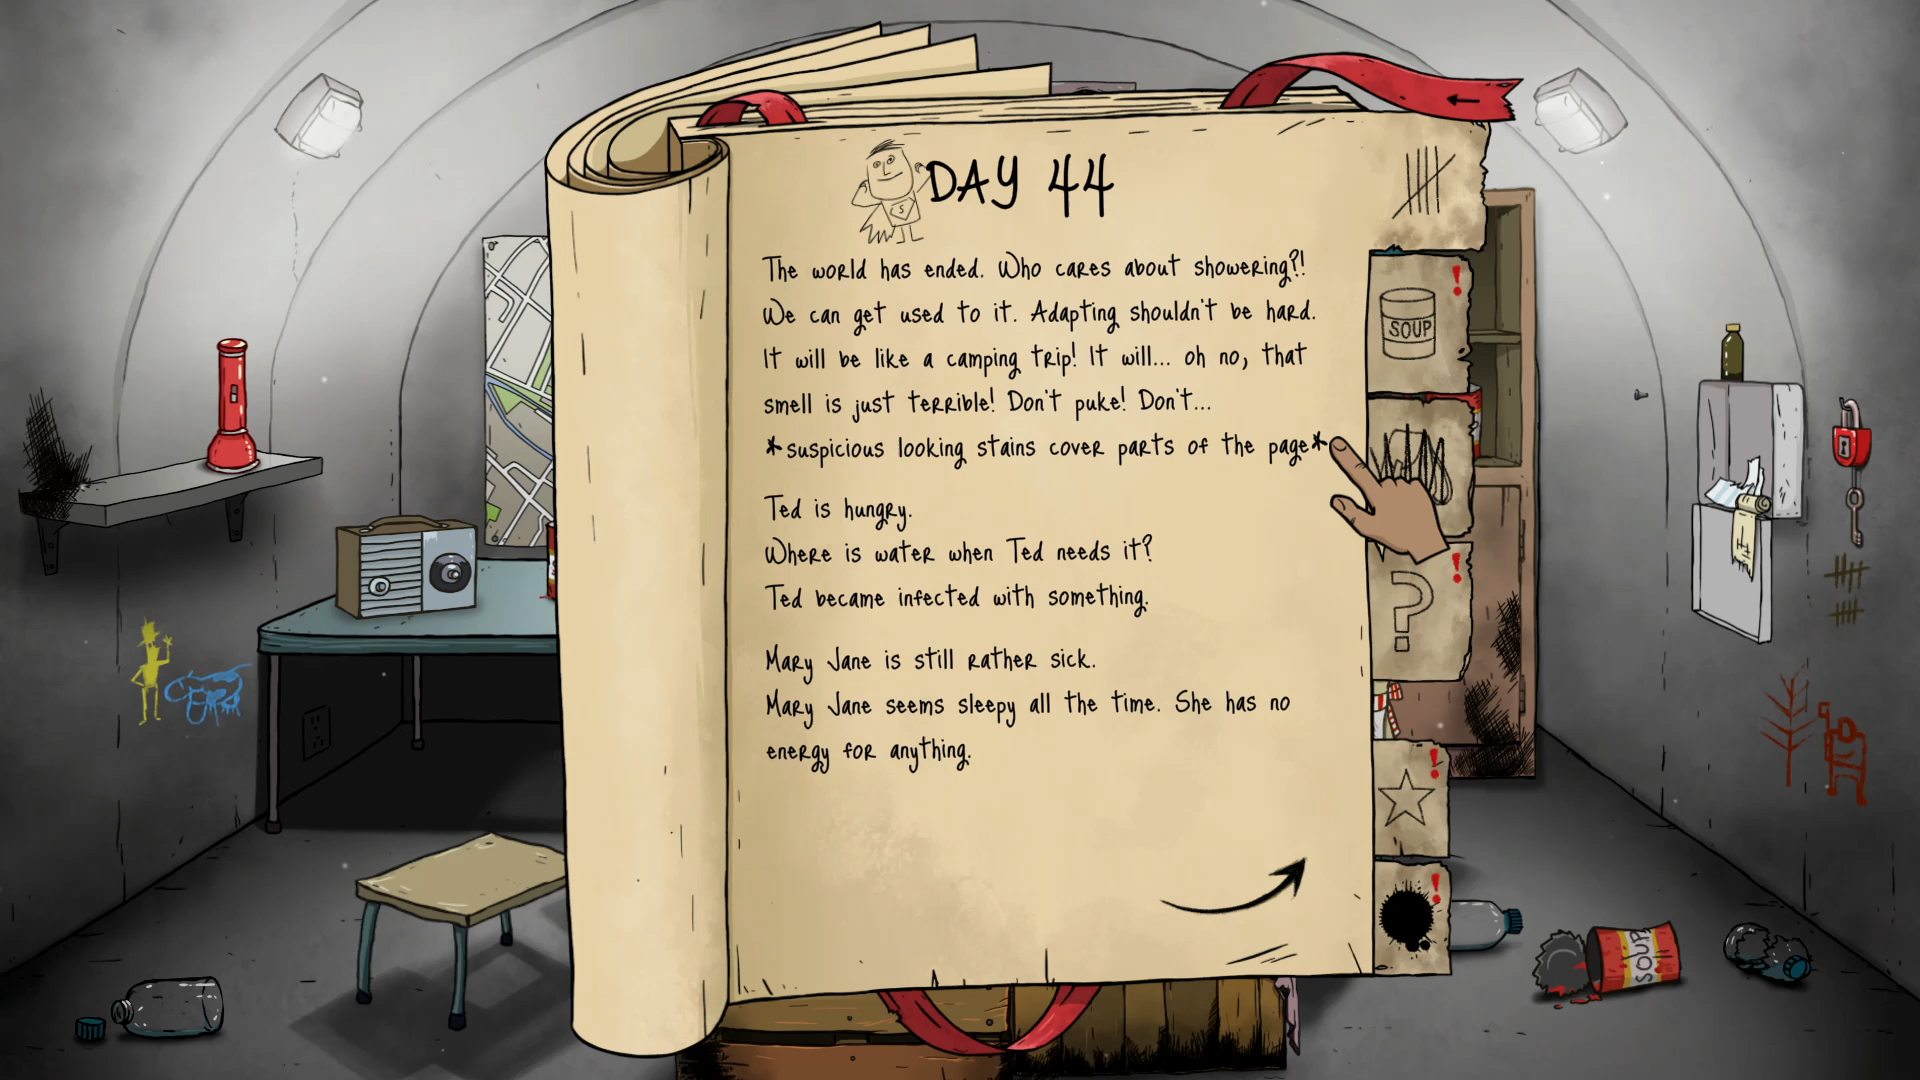 DAY 44
The world has ended. Who cares about showering?!
We can get used to it. Adapting shouldn't be hard.
It will be like a camping trip! It will... oh no, that
smell is just terrible! Don't puke! Don't...
*suspicious looking stains cover parts of the page*
Ted is hungry.
Where is water when Ted needs it?
Ted became infected with something.
Mary Jane is still rather sick.
Mary Jane seems sleepy all the time. She has no
energy for anything.
SOUP
!
?
!
!
!
SOUP
S